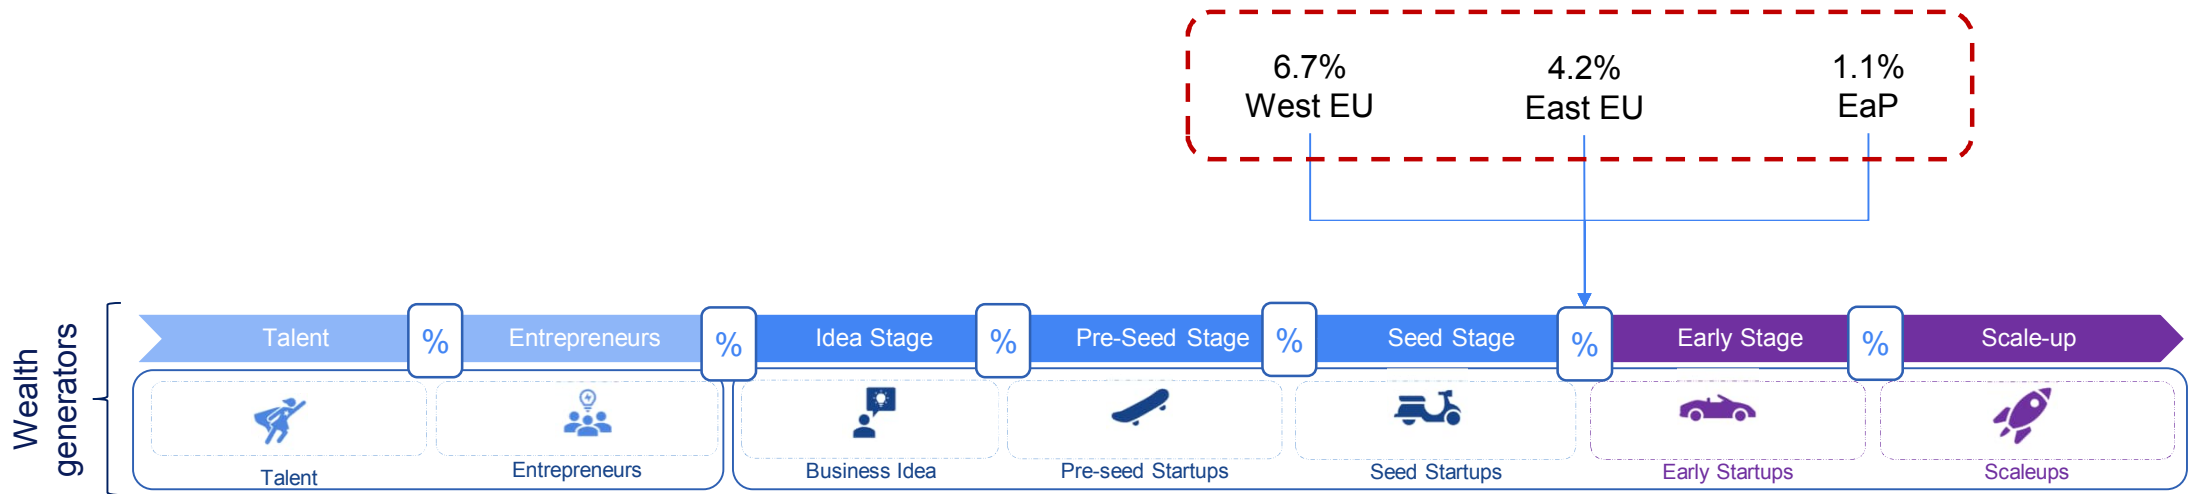 6.7%
West EU
4.2%
East EU
1.1%
EaP
Wealth
generators
Talent
%
Entrepreneurs
%
Idea Stage
%
Pre-Seed Stage
%
Seed Stage
%
Early Stage
%
Scale-up
Talent
Entrepreneurs
Business Idea
Pre-seed Startups
Seed Startups
Early Startups
Scaleups